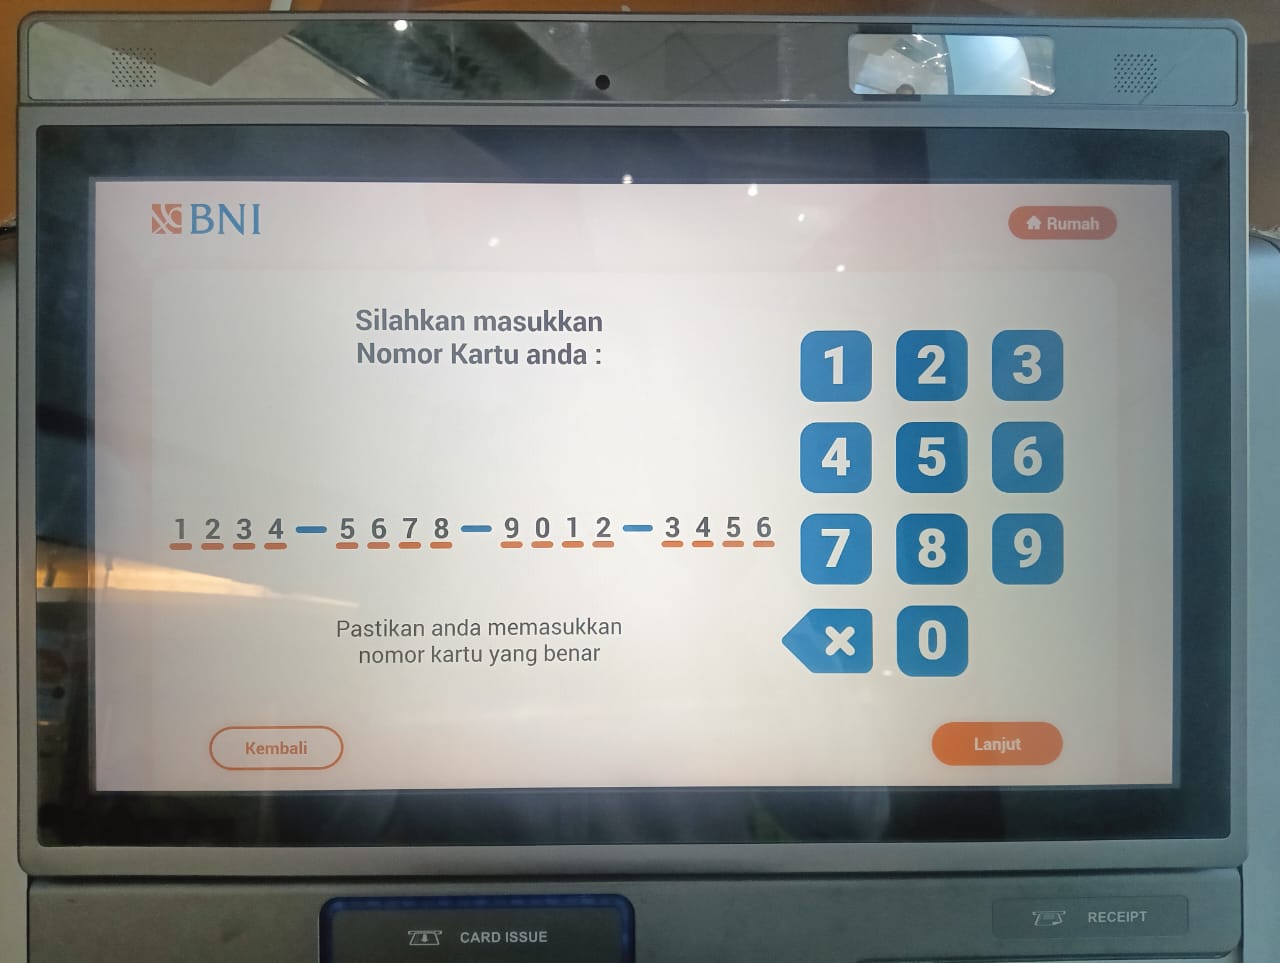 BNI
Rumah
Silahkan masukkan
Nomor Kartu anda :
1 2 3 4 – 5 6 7 8 – 9 0 1 2 – 3 4 5 6
Pastikan anda memasukkan
nomor kartu yang benar
1 2 3
4 5 6
7 8 9
× 0
Kembali
Lanjut
CARD ISSUE
RECEIPT